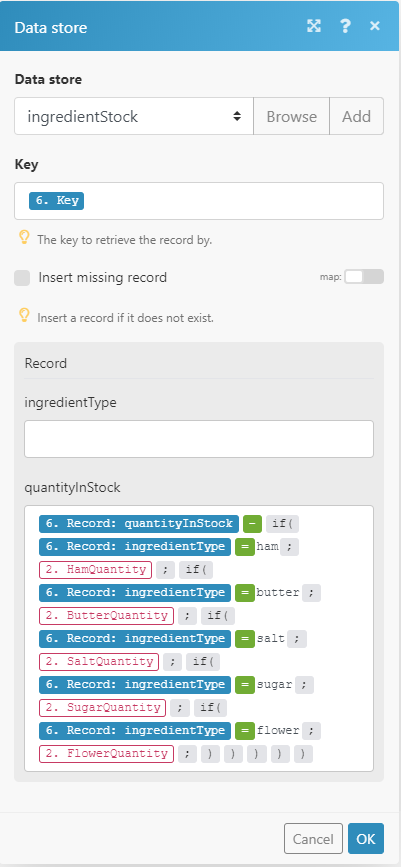 Data store
? ×
Data store
ingredientStock Browse Add
Key
6. Key
The key to retrieve the record by.
Insert missing record map:
Insert a record if it does not exist.
Record
ingredientType
quantityInStock
6. Record: quantityInStock - if(
6. Record: ingredientType = ham ;
2. HamQuantity ; if(
6. Record: ingredientType = butter ;
2. ButterQuantity ; if(
6. Record: ingredientType = salt ;
2. SaltQuantity ; if(
6. Record: ingredientType = sugar ;
2. SugarQuantity ; if(
6. Record: ingredientType = flower ;
2. FlowerQuantity ; ) ) ) ) )
Cancel OK